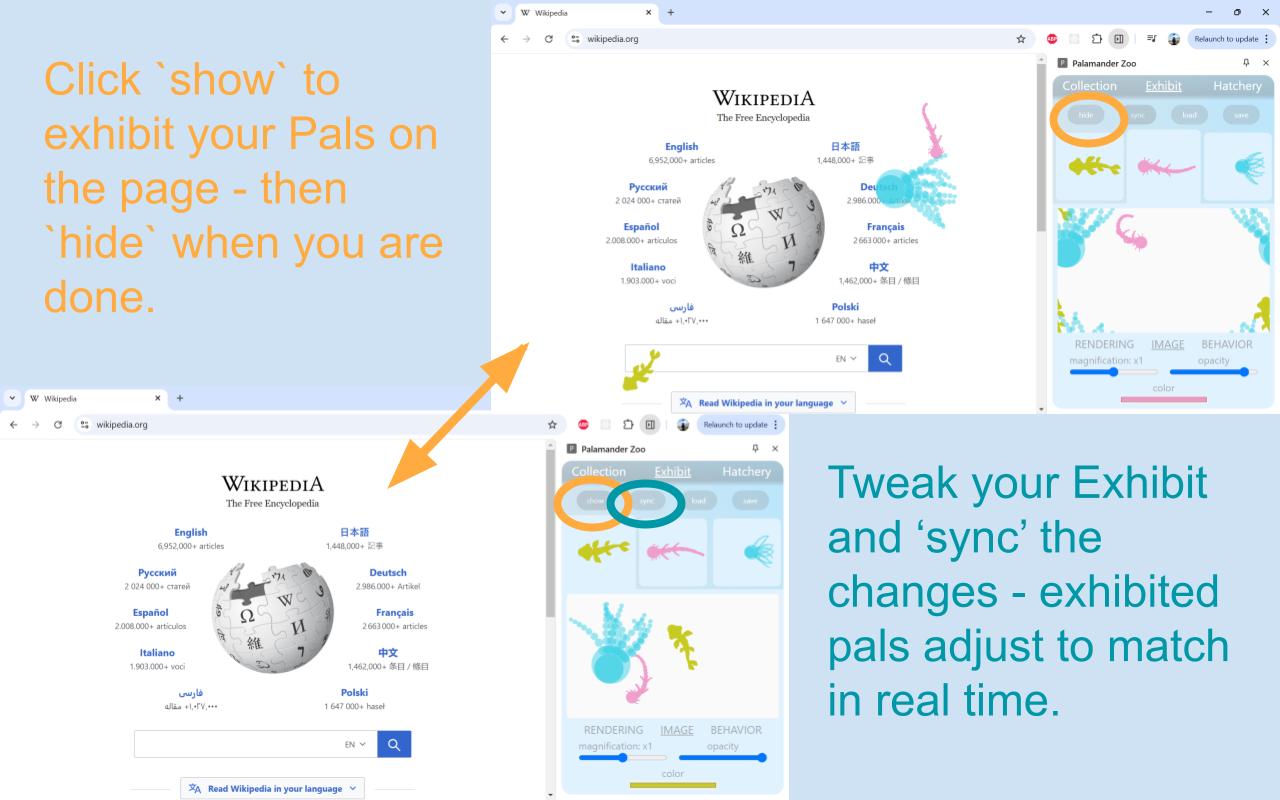 Click `show` to
exhibit your Pals on
the page - then
`hide` when you are
done.
Wikipedia
wikipedia.org
ABP
Relaunch to update
WIKIPEDIA
The Free Encyclopedia
English
6,952,000+ articles
日本語
1,448,000+ 記事
Русский
2 024 000+ статей
Deutsch
2.986.000+ Artikel
Español
2.008.000+ artículos
Français
2 663 000+ articles
Italiano
1.903.000+ voci
中文
1,462,000+ 条目 / 條目
فارسی
۱٬۰۲۷٬۰۰۰+ مقاله
Polski
1 647 000+ haseł
EN
Read Wikipedia in your language
P Palamander Zoo
Collection Exhibit Hatchery
hide sync load save
RENDERING IMAGE BEHAVIOR
magnification: x1 opacity
color
Wikipedia
wikipedia.org
ABP
Relaunch to update
WIKIPEDIA
The Free Encyclopedia
English
6,952,000+ articles
日本語
1,448,000+ 記事
Русский
2 024 000+ статей
Deutsch
2.986.000+ Artikel
Español
2.008.000+ artículos
Français
2 663 000+ articles
Italiano
1.903.000+ voci
中文
1,462,000+ 条目 / 條目
فارسی
۱٬۰۲۷٬۰۰۰+ مقاله
Polski
1 647 000+ haseł
EN
Read Wikipedia in your language
P Palamander Zoo
Collection Exhibit Hatchery
show sync load save
RENDERING IMAGE BEHAVIOR
magnification: x1 opacity
color
Tweak your Exhibit
and ‘sync’ the
changes - exhibited
pals adjust to match
in real time.